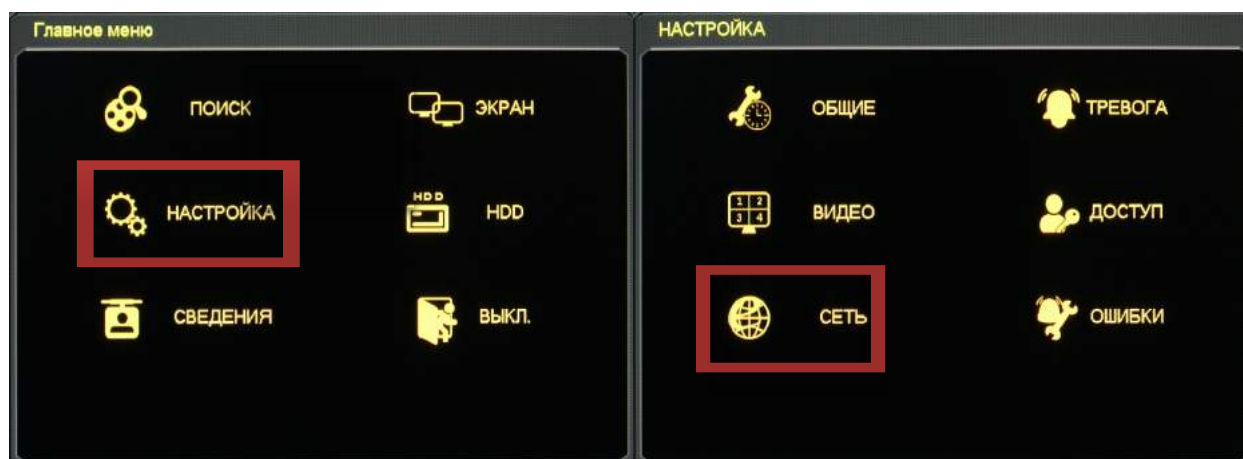 Главное меню
ПОИСК
ЭКРАН
НАСТРОЙКА
HDD
HDD
СВЕДЕНИЯ
ВЫКЛ.
НАСТРОЙКА
ОБЩИЕ
ТРЕВОГА
1 2
3 4
ВИДЕО
ДОСТУП
СЕТЬ
ОШИБКИ